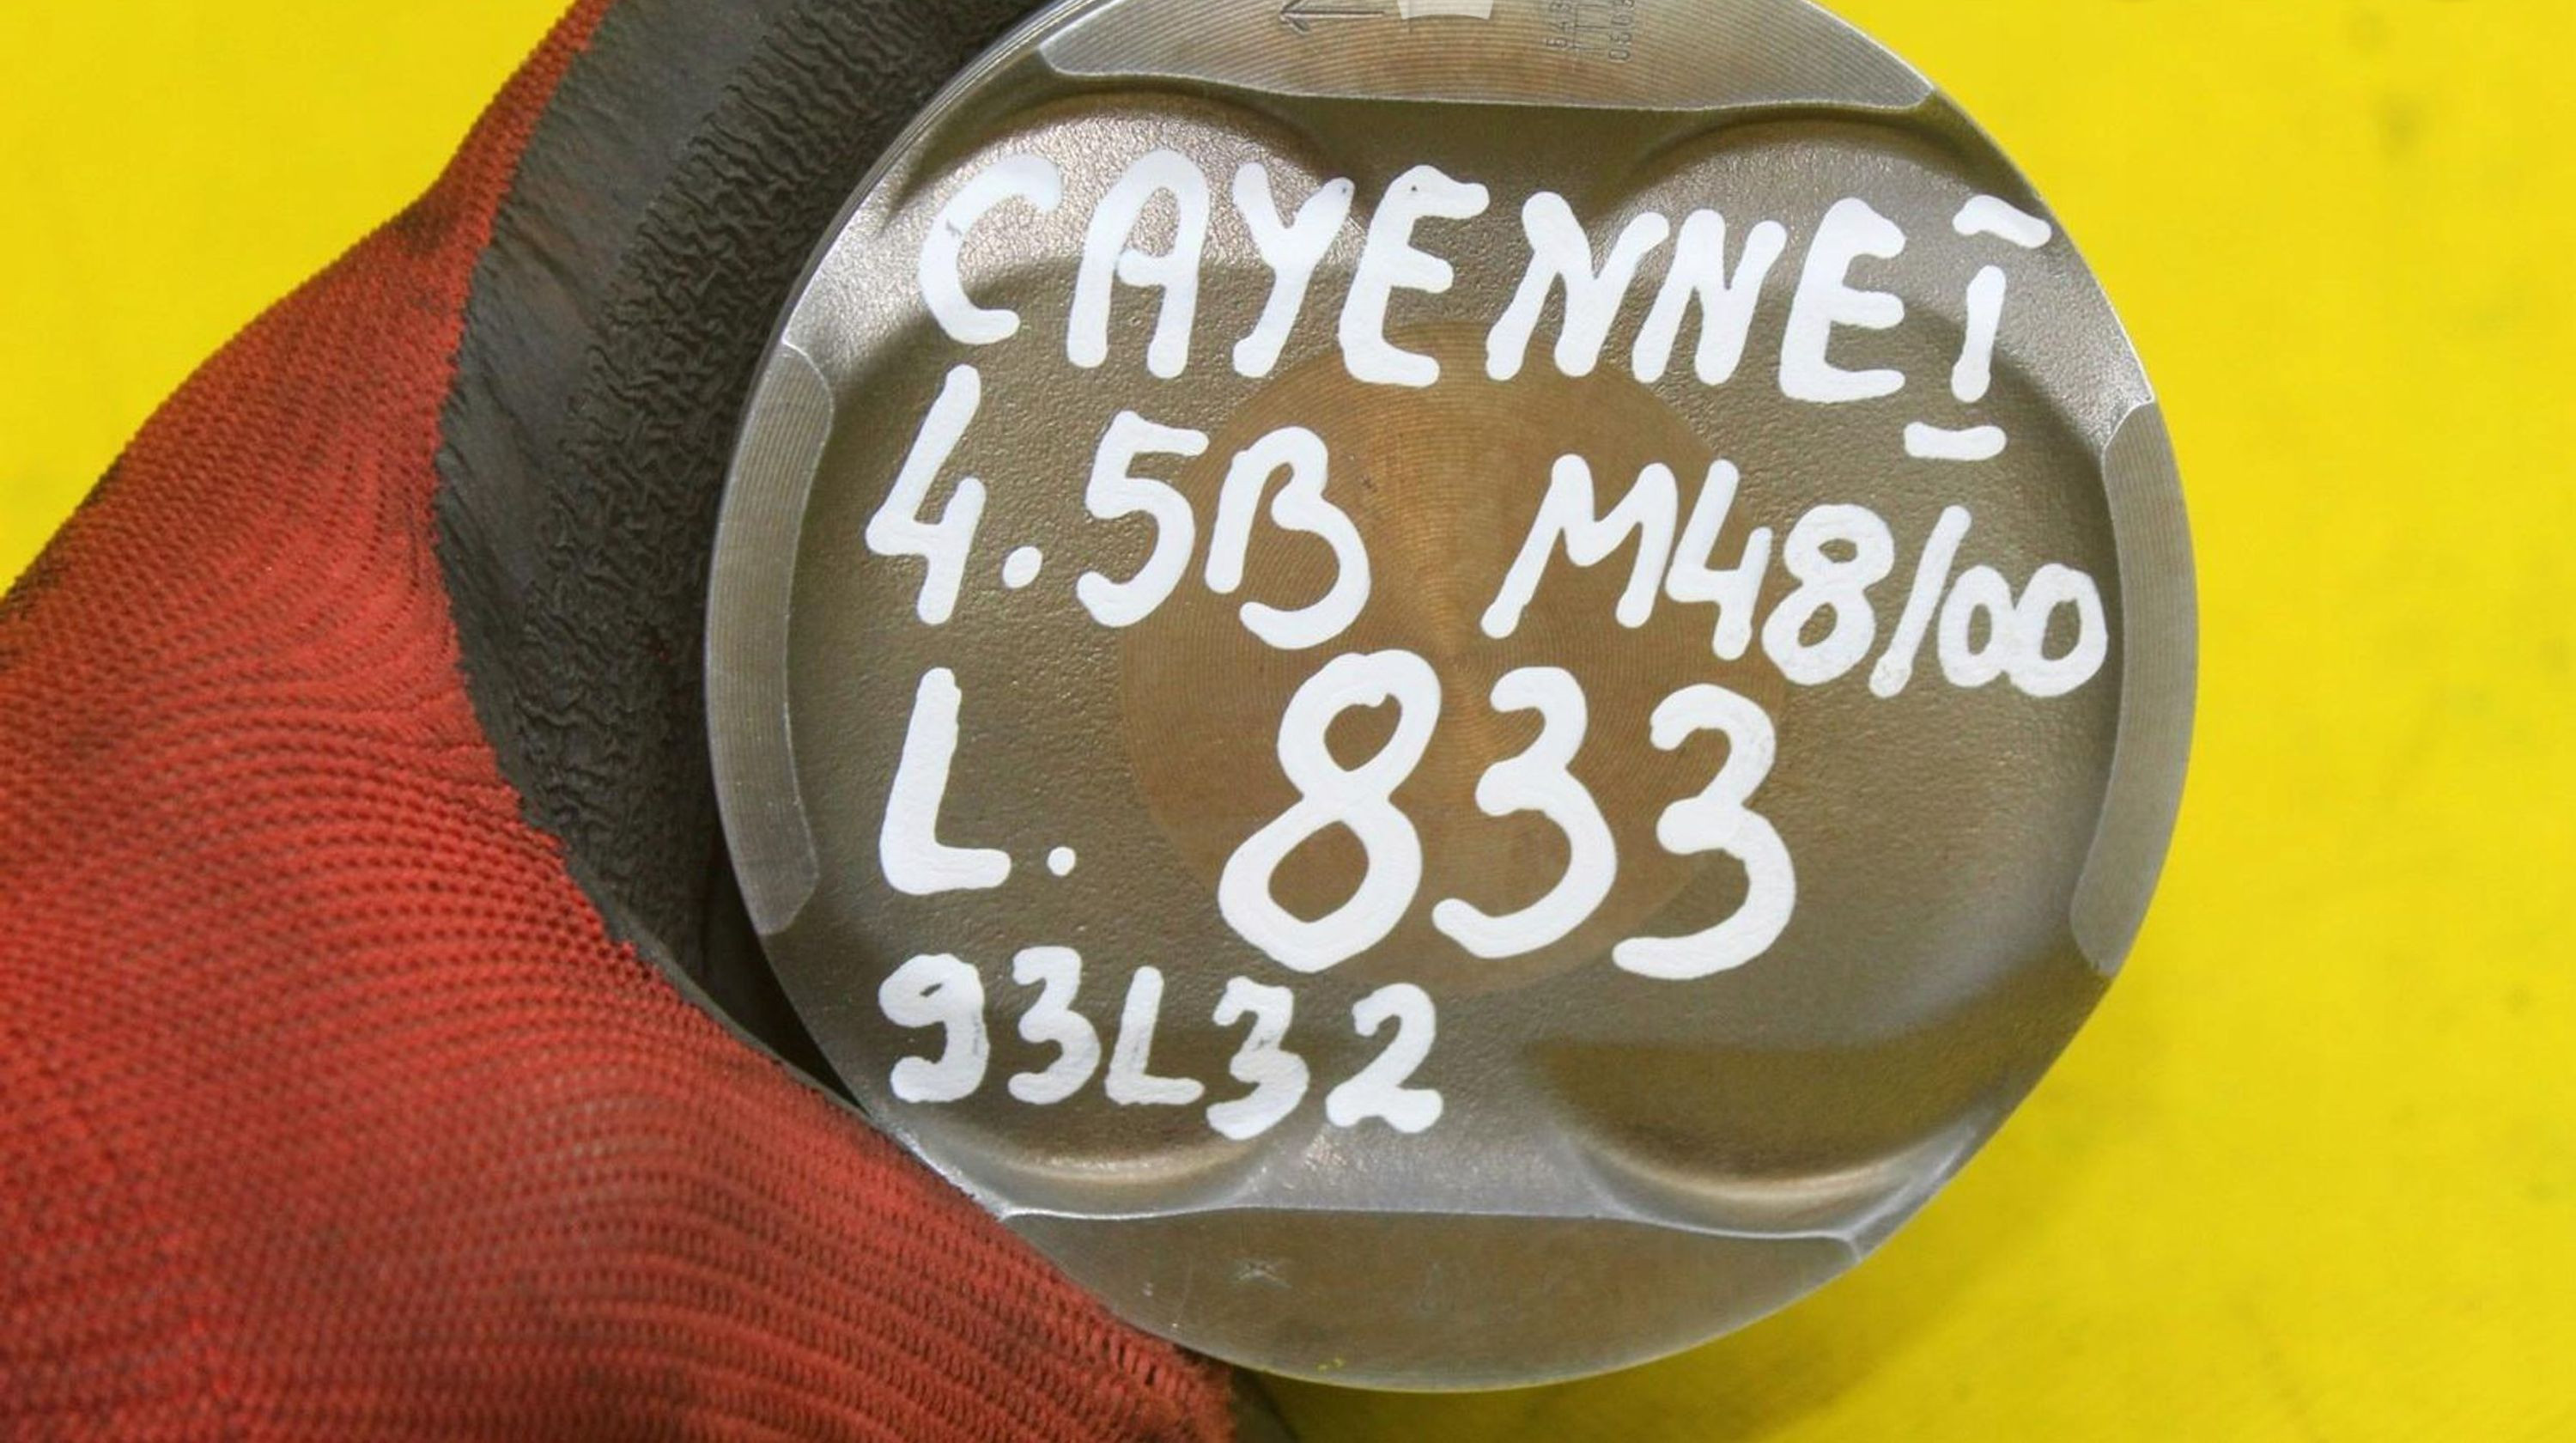 CAYENNE I
4.5B M48/00
L. 833
93L32